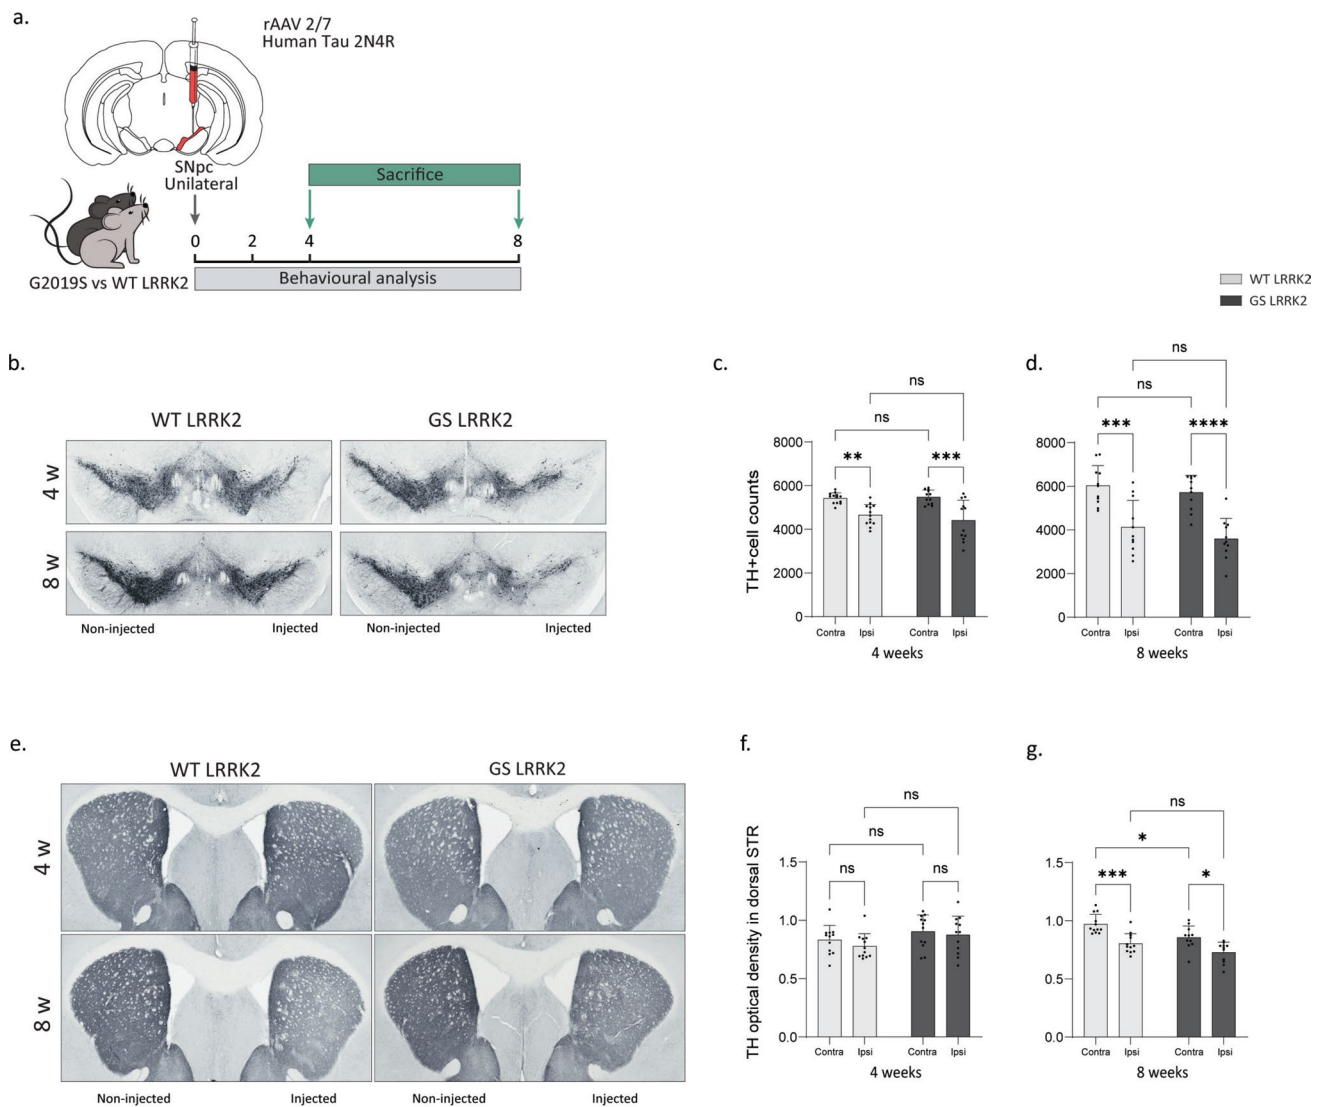 a.
rAAV 2/7
Human Tau 2N4R
SNpc
Unilateral
Sacrifice
0 2 4 8
G2019S vs WT LRRK2
Behavioural analysis
WT LRRK2
GS LRRK2
b.
WT LRRK2 GS LRRK2
4 w
8 w
Non-injected Injected Non-injected Injected
c.
ns
ns
** ***
TH+cell counts
8000
6000
4000
2000
0
Contra Ipsi Contra Ipsi
4 weeks
d.
ns
ns
*** ****
8000
6000
4000
2000
0
Contra Ipsi Contra Ipsi
8 weeks
e.
WT LRRK2 GS LRRK2
4 w
8 w
Non-injected Injected Non-injected Injected
f.
ns
ns
ns ns
TH optical density in dorsal STR
1.5
1.0
0.5
0.0
Contra Ipsi Contra Ipsi
4 weeks
g.
ns
*
*** *
1.5
1.0
0.5
0.0
Contra Ipsi Contra Ipsi
8 weeks